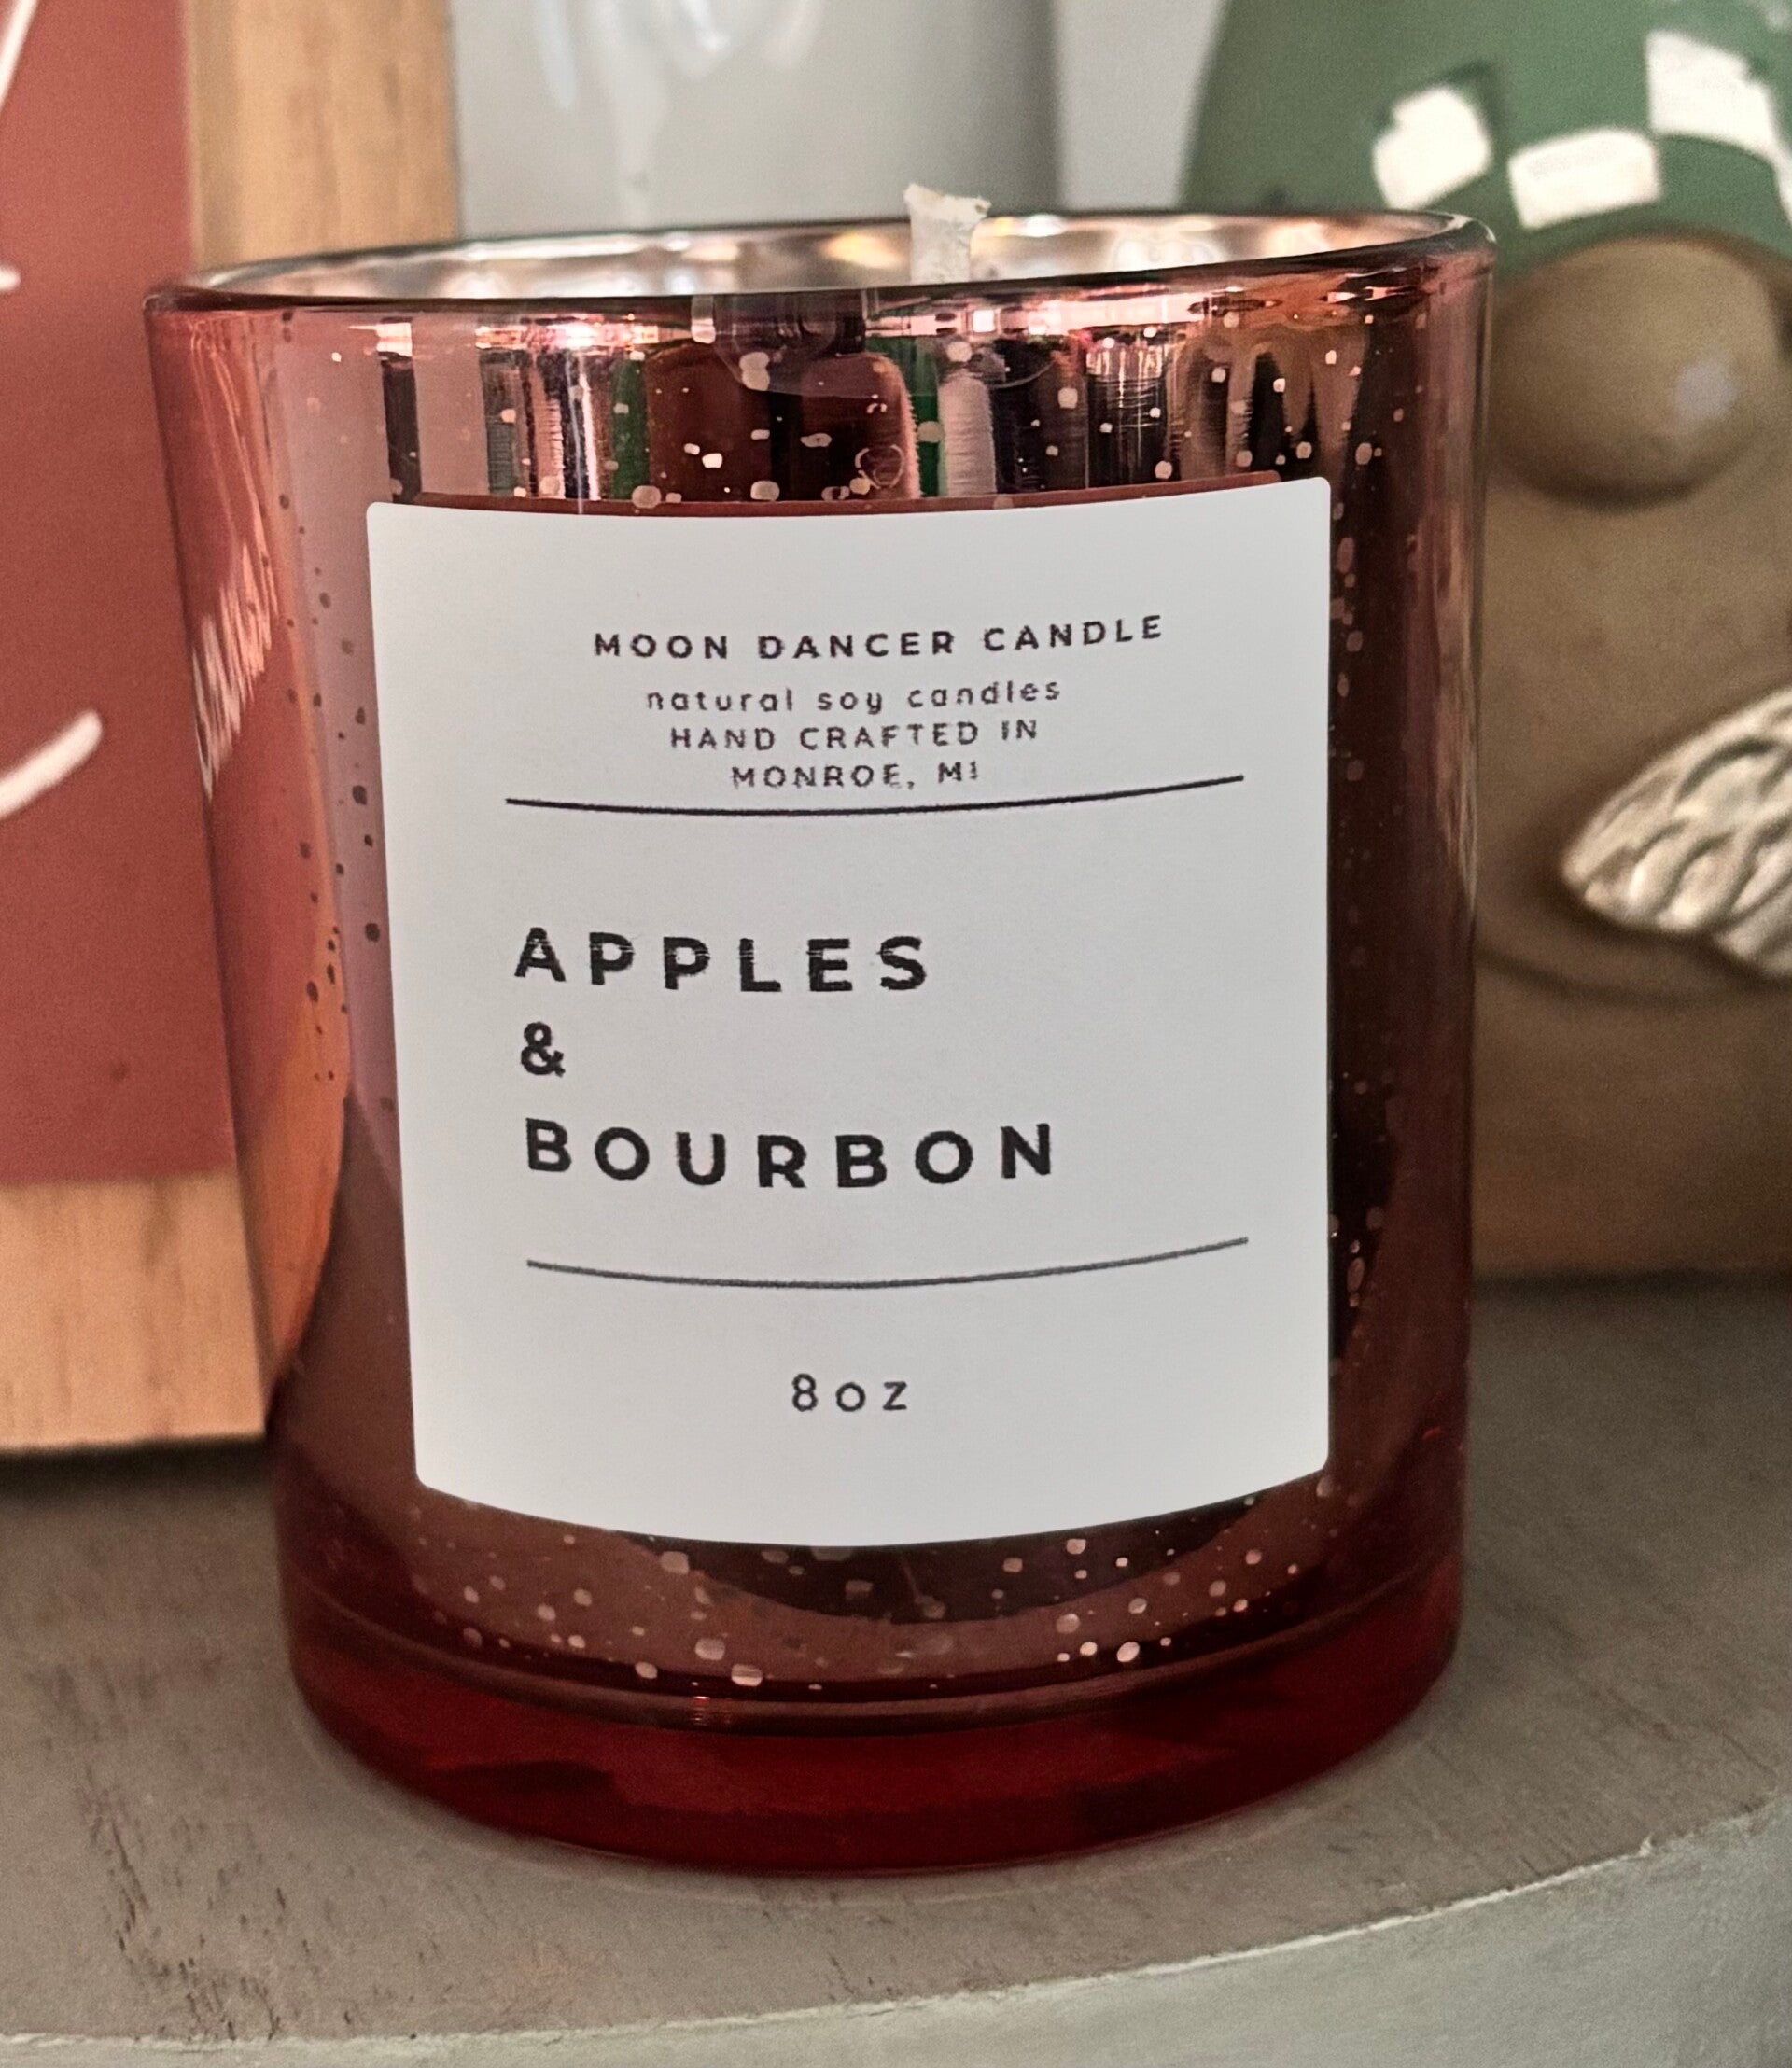 MOON DANCER CANDLE
natural soy candles
HAND CRAFTED IN
MONROE, MI
APPLES
&
BOURBON
8oz